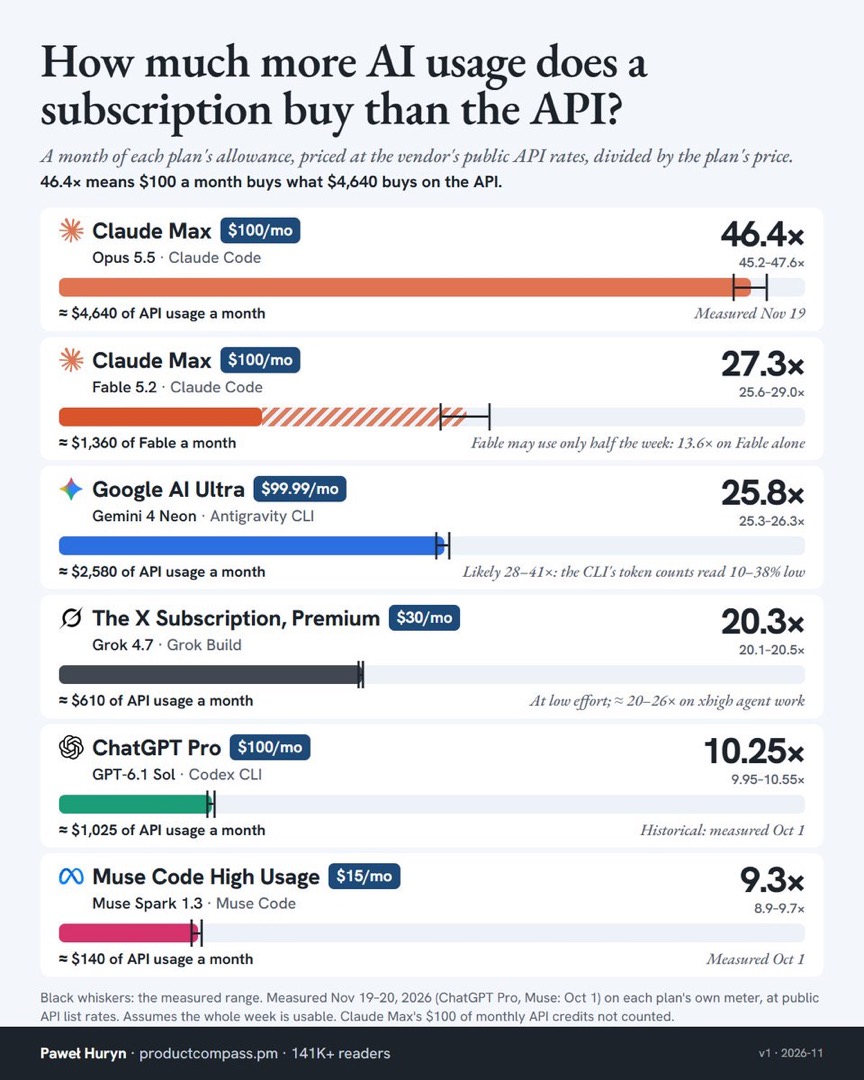 How much more AI usage does a
subscription buy than the API?
A month of each plan's allowance, priced at the vendor's public API rates, divided by the plan's price.
46.4× means $100 a month buys what $4,640 buys on the API.
Claude Max $100/mo
46.4×
Opus 5.5 · Claude Code
45.2–47.6×
≈ $4,640 of API usage a month
Measured Nov 19
Claude Max $100/mo
27.3×
Fable 5.2 · Claude Code
25.6–29.0×
≈ $1,360 of Fable a month
Fable may use only half the week: 13.6× on Fable alone
Google AI Ultra $99.99/mo
25.8×
Gemini 4 Neon · Antigravity CLI
25.3–26.3×
≈ $2,580 of API usage a month
Likely 28–41×: the CLI's token counts read 10–38% low
The X Subscription, Premium $30/mo
20.3×
Grok 4.7 · Grok Build
20.1–20.5×
≈ $610 of API usage a month
At low effort; ≈ 20–26× on xhigh agent work
ChatGPT Pro $100/mo
10.25×
GPT-6.1 Sol · Codex CLI
9.95–10.55×
≈ $1,025 of API usage a month
Historical: measured Oct 1
Muse Code High Usage $15/mo
9.3×
Muse Spark 1.3 · Muse Code
8.9–9.7×
≈ $140 of API usage a month
Measured Oct 1
Black whiskers: the measured range. Measured Nov 19–20, 2026 (ChatGPT Pro, Muse: Oct 1) on each plan's own meter, at public
API list rates. Assumes the whole week is usable. Claude Max's $100 of monthly API credits not counted.
Paweł Huryn · productcompass.pm · 141K+ readers
v1 · 2026-11